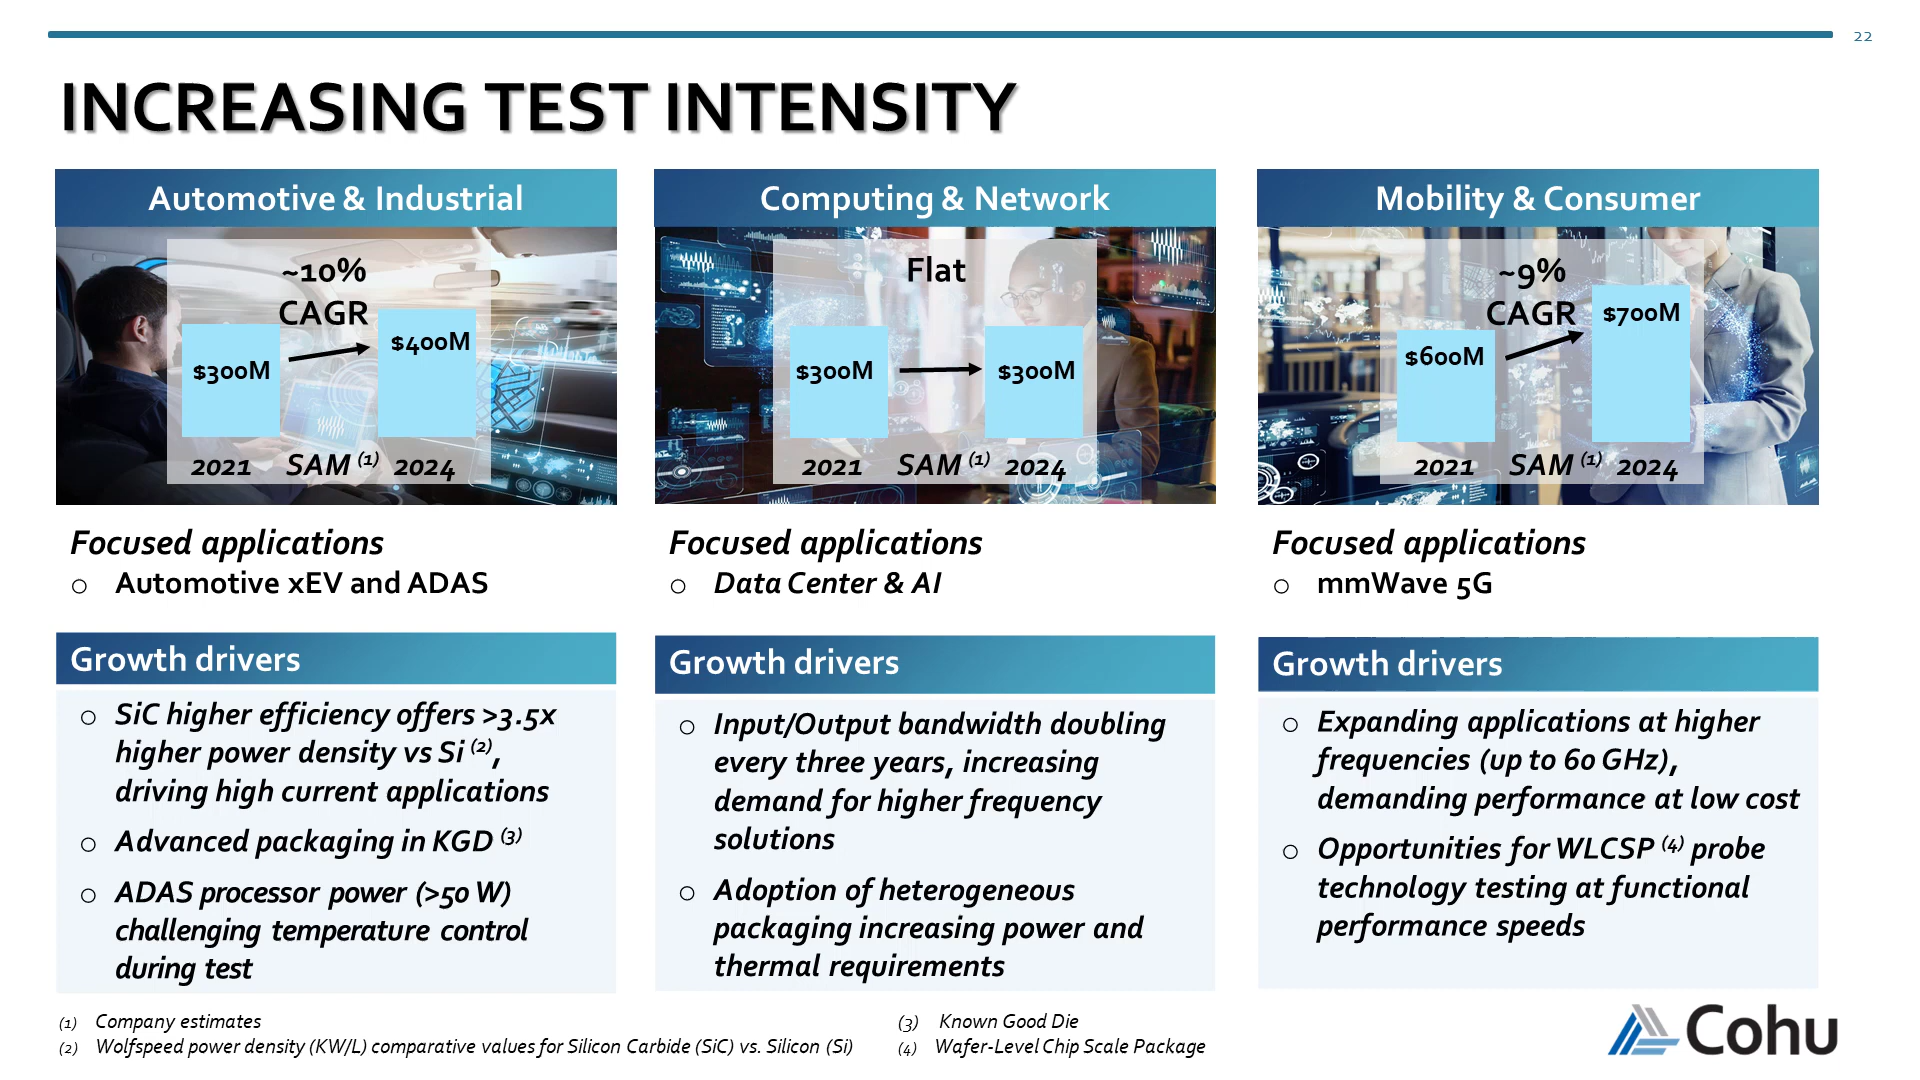 22
INCREASING TEST INTENSITY
Automotive & Industrial
~10%
CAGR
$300M
$400M
2021 SAM (1) 2024
Focused applications
o Automotive xEV and ADAS
Growth drivers
o SiC higher efficiency offers >3.5x
higher power density vs Si (2),
driving high current applications
o Advanced packaging in KGD (3)
o ADAS processor power (>50 W)
challenging temperature control
during test
Computing & Network
Flat
$300M
$300M
2021 SAM (1) 2024
Focused applications
o Data Center & AI
Growth drivers
o Input/Output bandwidth doubling
every three years, increasing
demand for higher frequency
solutions
o Adoption of heterogeneous
packaging increasing power and
thermal requirements
Mobility & Consumer
~9%
CAGR
$600M
$700M
2021 SAM (1) 2024
Focused applications
o mmWave 5G
Growth drivers
o Expanding applications at higher
frequencies (up to 60 GHz),
demanding performance at low cost
o Opportunities for WLCSP (4) probe
technology testing at functional
performance speeds
(1) Company estimates
(2) Wolfspeed power density (KW/L) comparative values for Silicon Carbide (SiC) vs. Silicon (Si)
(3) Known Good Die
(4) Wafer-Level Chip Scale Package
Cohu